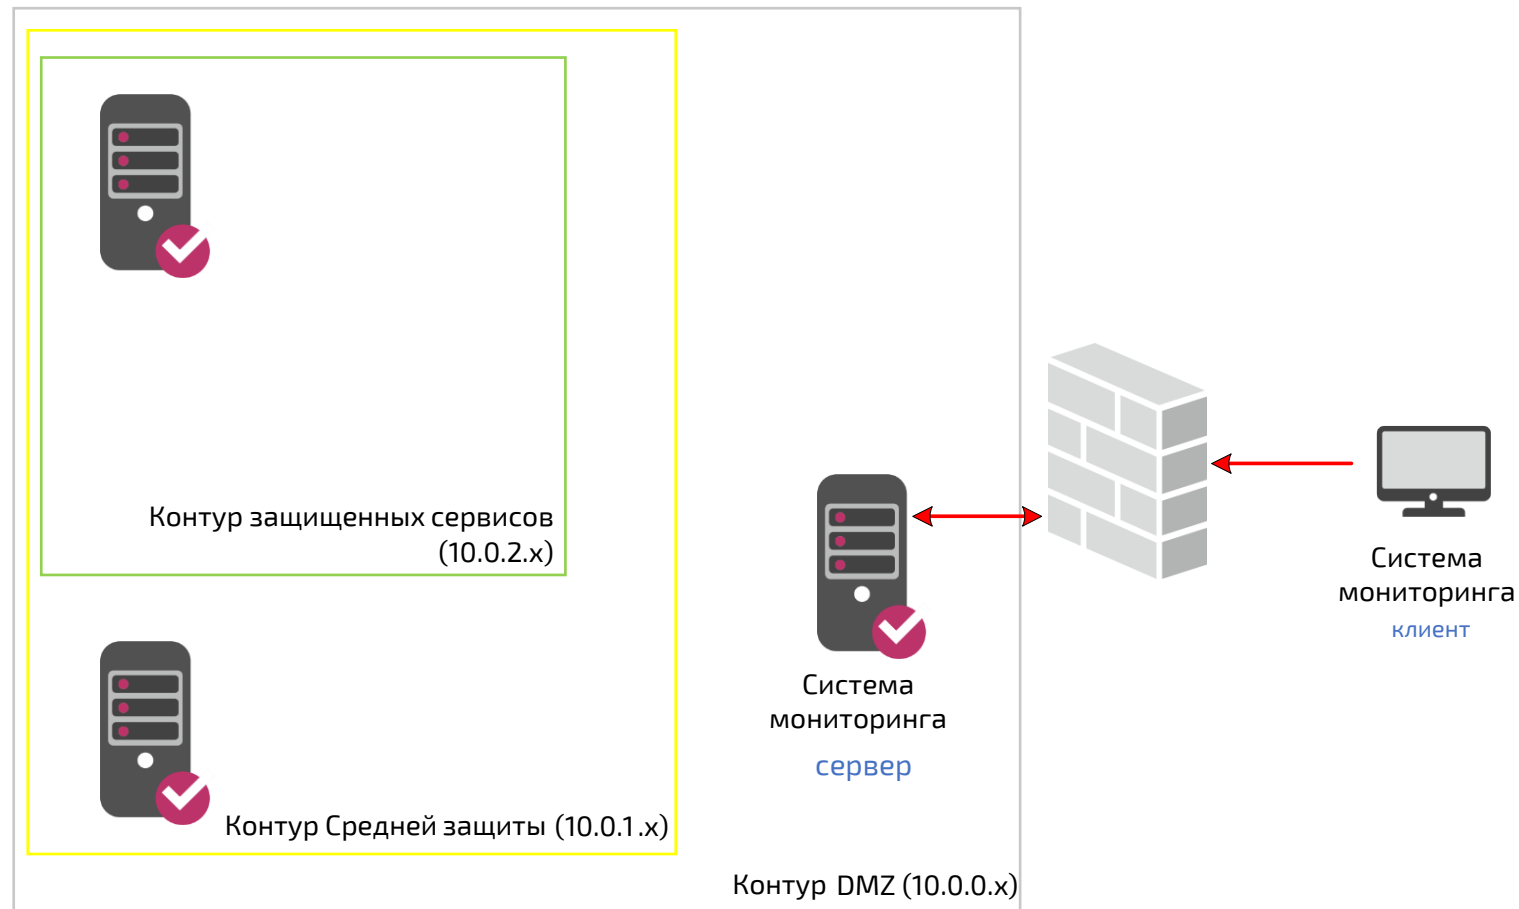 Контур защищенных сервисов
(10.0.2.x)
Система
мониторинга
клиент
Система
мониторинга
сервер
Контур Средней защиты (10.0.1.x)
Контур DMZ (10.0.0.x)